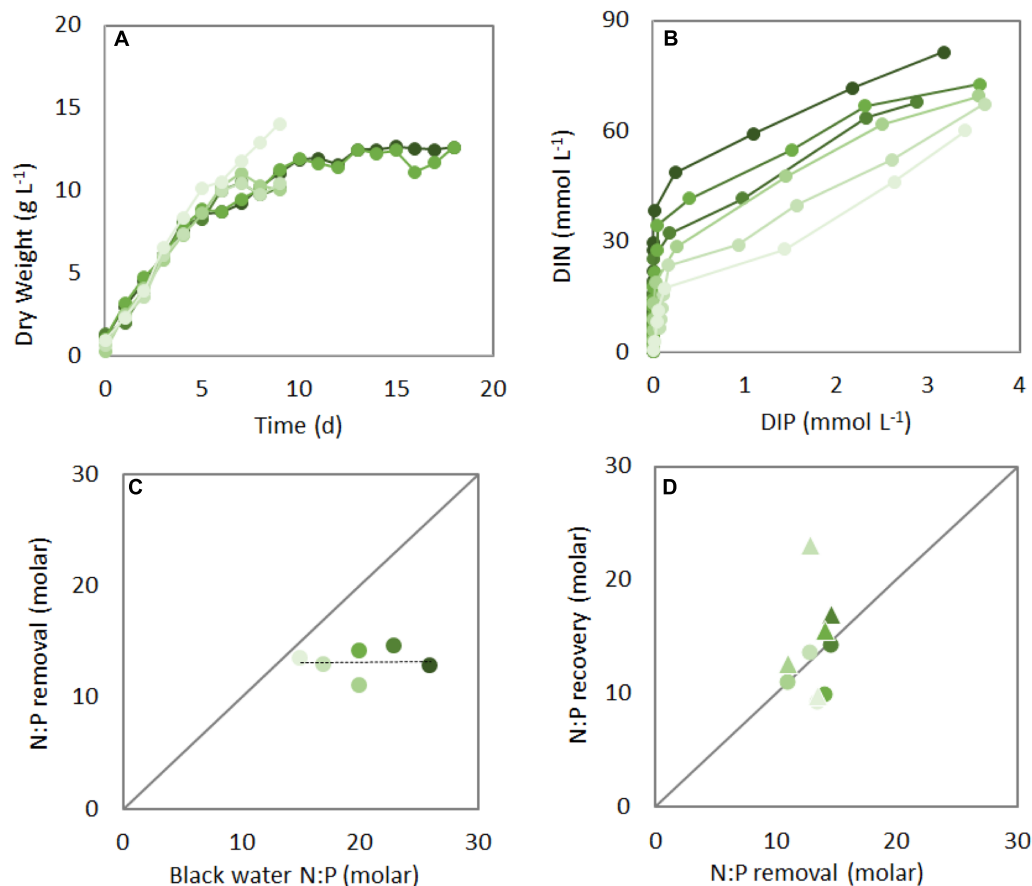 A
20
15
10
5
0
Dry Weight (g L-1)
0 5 10 15 20
Time (d)
B
90
60
30
0
DIN (mmol L-1)
0 1 2 3 4
DIP (mmol L-1)
C
30
20
10
0
N:P removal (molar)
0 10 20 30
Black water N:P (molar)
D
30
20
10
0
N:P recovery (molar)
0 10 20 30
N:P removal (molar)